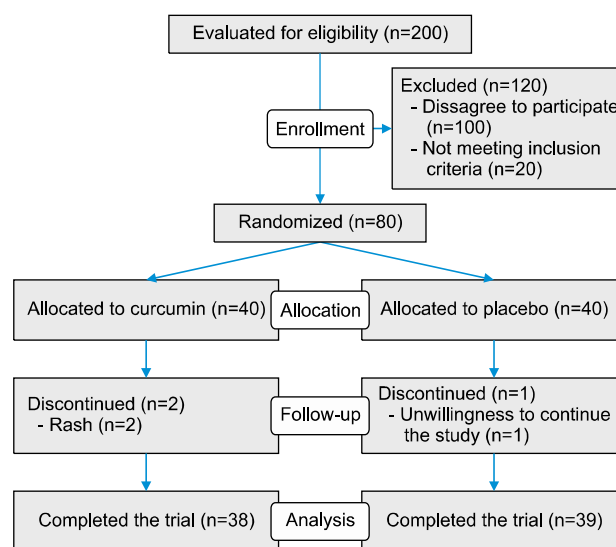 Evaluated for eligibility (n=200)
Excluded (n=120)
- Dissagree to participate
(n=100)
- Not meeting inclusion
criteria (n=20)
Enrollment
Randomized (n=80)
Allocated to curcumin (n=40)
Allocation
Allocated to placebo (n=40)
Discontinued (n=2)
- Rash (n=2)
Follow-up
Discontinued (n=1)
- Unwillingness to continue
the study (n=1)
Completed the trial (n=38)
Analysis
Completed the trial (n=39)